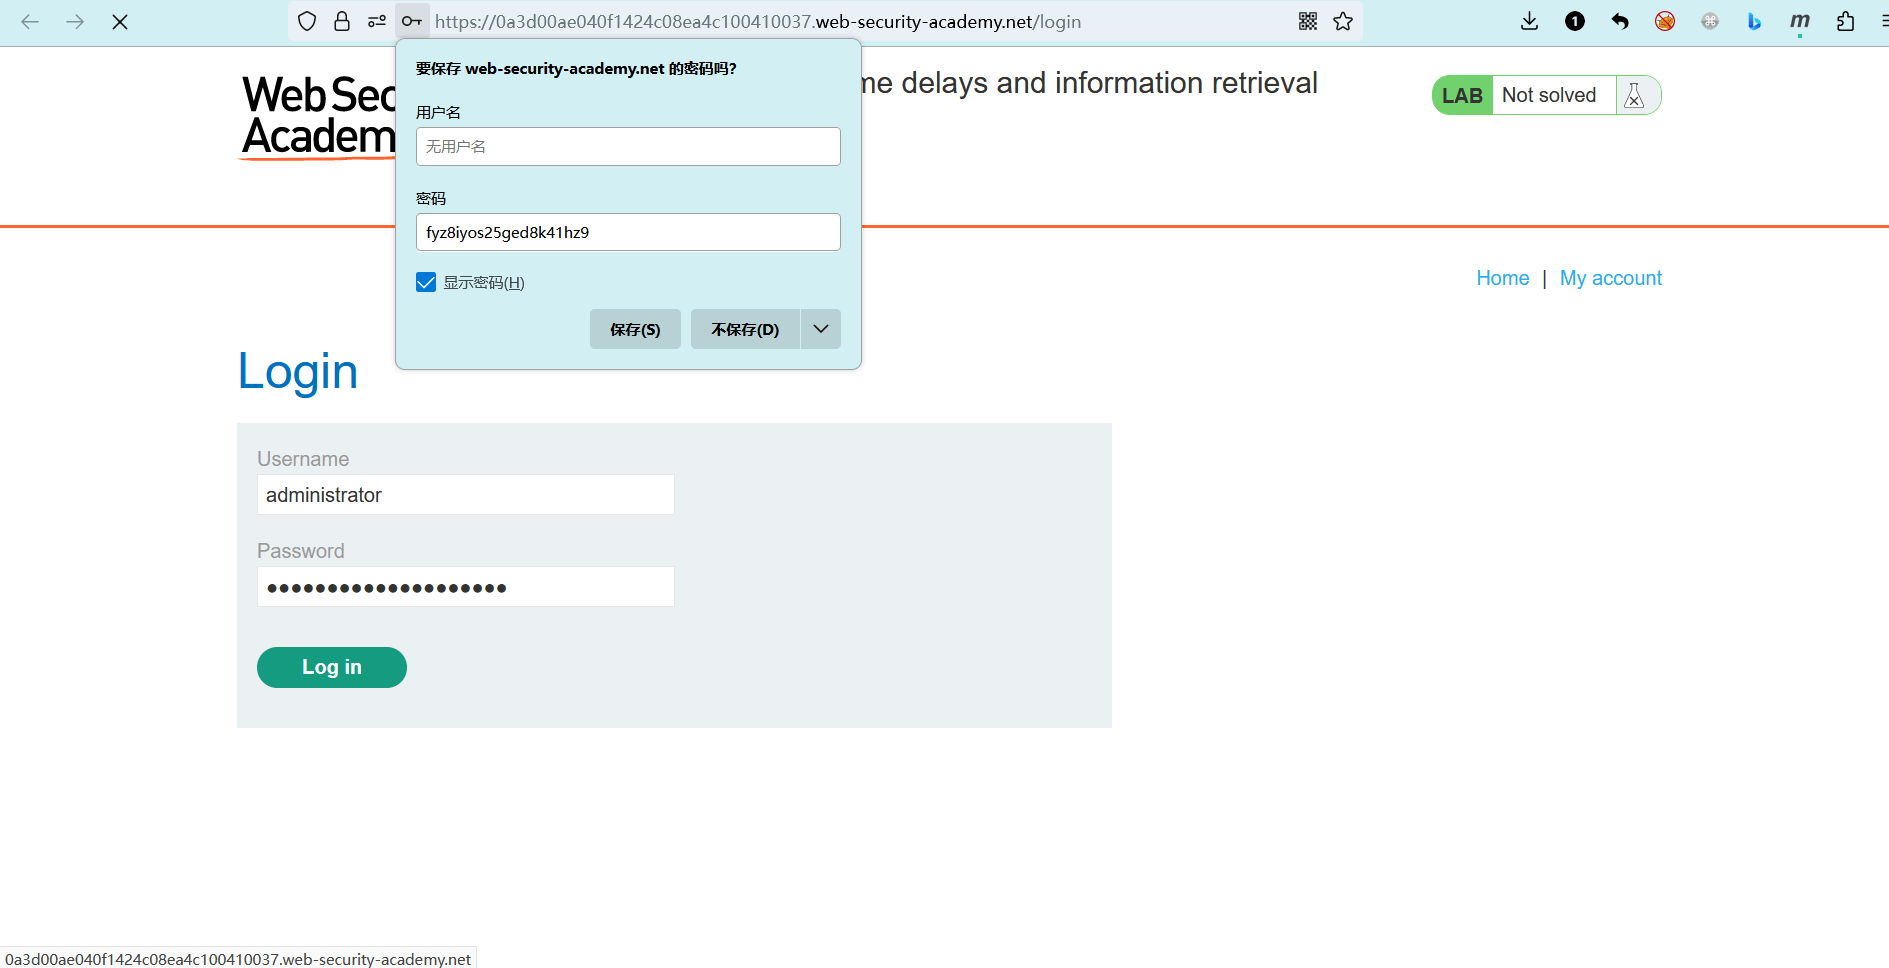 https://0a3d00ae040f1424c08ea4c100410037.web-security-academy.net/login
1
m
要保存 web-security-academy.net 的密码吗?
用户名
无用户名
密码
fyz8iyos25ged8k41hz9
显示密码(H)
保存(S)
不保存(D)
Web Sec
Academ
me delays and information retrieval
LAB
Not solved
Home | My account
Login
Username
administrator
Password
●●●●●●●●●●●●●●●●●●●●
Log in
0a3d00ae040f1424c08ea4c100410037.web-security-academy.net